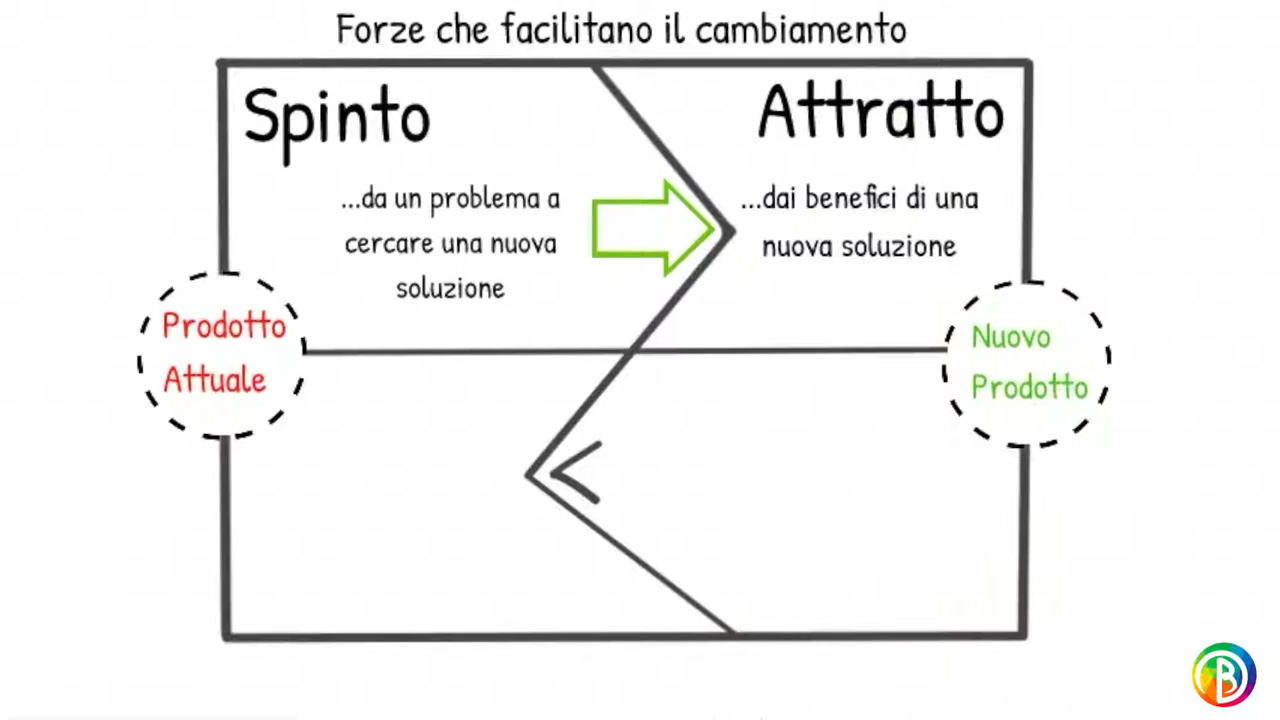 Forze che facilitano il cambiamento
Spinto
...da un problema a
cercare una nuova
soluzione
Attratto
...dai benefici di una
nuova soluzione
Prodotto
Attuale
Nuovo
Prodotto
B